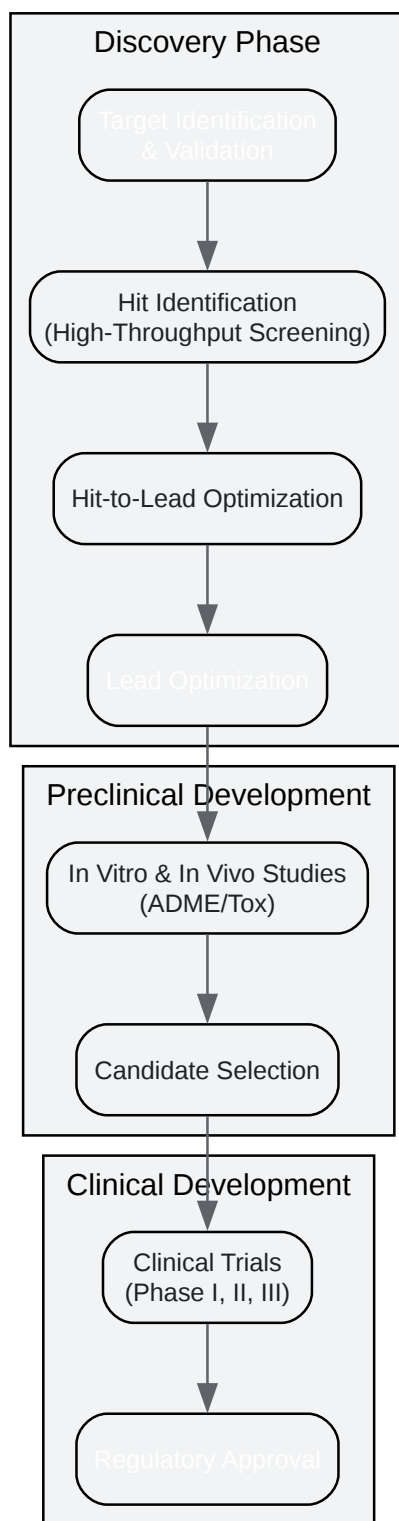 Discovery Phase
Target Identification
& Validation
Hit Identification
(High-Throughput Screening)
Hit-to-Lead Optimization
Lead Optimization
Preclinical Development
In Vitro & In Vivo Studies
(ADME/Tox)
Candidate Selection
Clinical Development
Clinical Trials
(Phase I, II, III)
Regulatory Approval